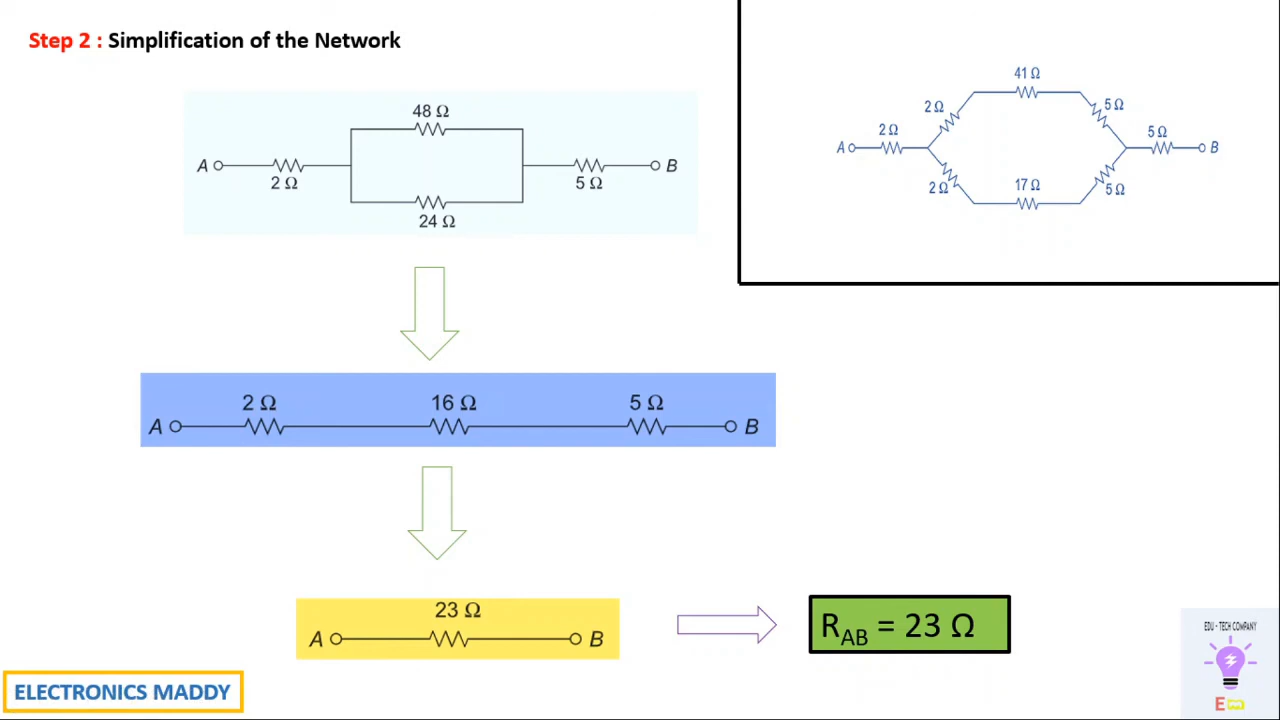 Step 2 : Simplification of the Network
48 Ω
A
2 Ω
5 Ω
B
24 Ω
41 Ω
2 Ω
5 Ω
2 Ω
5 Ω
A
B
2 Ω
17 Ω
5 Ω
2 Ω
16 Ω
5 Ω
A
B
23 Ω
A
B
R_AB = 23 Ω
EDU - TECH COMPANY
Em
ELECTRONICS MADDY